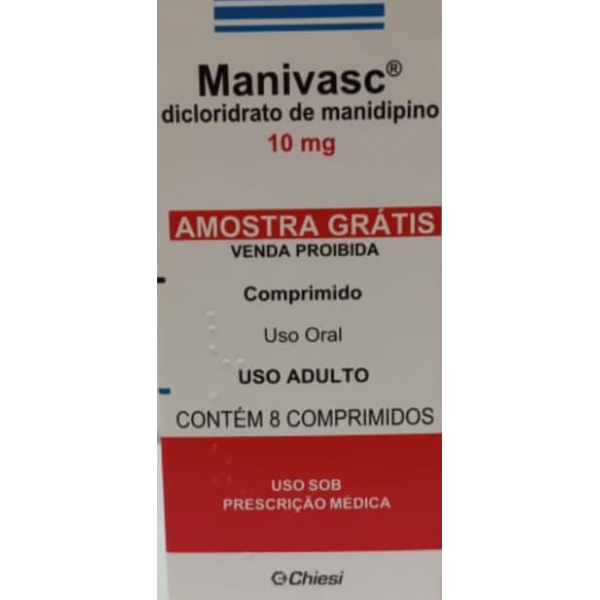 Manivasc®
dicloridrato de manidipino
10 mg
AMOSTRA GRÁTIS
VENDA PROIBIDA
Comprimido
Uso Oral
USO ADULTO
CONTÉM 8 COMPRIMIDOS
USO SOB
PRESCRIÇÃO MÉDICA
Chiesi